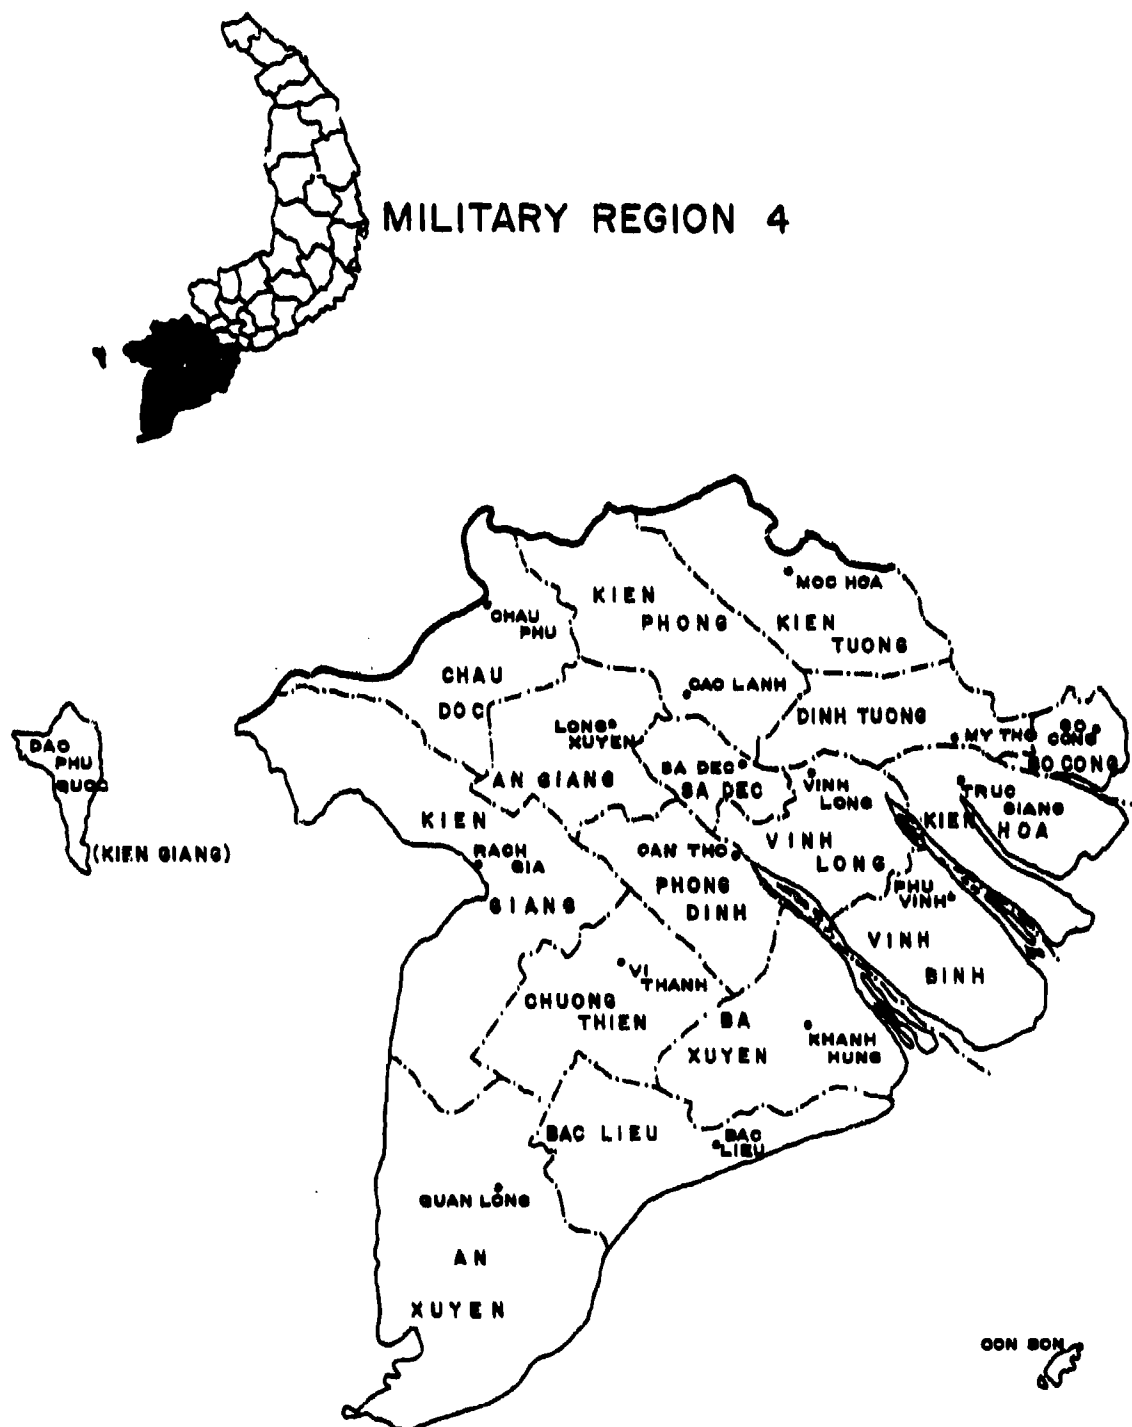 MILITARY REGION 4
MOC HOA
KIEN
PHONG
KIEN
TUONG
CHAU
PHU
CHAU
DOC
CAO LANH
DINH TUONG
LONG
XUYEN
MY THO
GO
CONG
GO CONG
DAO
PHU
QUOC
(KIEN GIANG)
AN GIANG
SA DEC
SA DEC
VINH
LONG
TRUC
GIANG
KIEN
HOA
KIEN
GIANG
RACH
GIA
CAN THO
PHONG
DINH
VINH
LONG
PHU
VINH
VINH
BINH
VI
THANH
CHUONG
THIEN
BA
XUYEN
KHANH
HUNG
BAC LIEU
BAC
LIEU
QUAN LONG
AN
XUYEN
CON SON